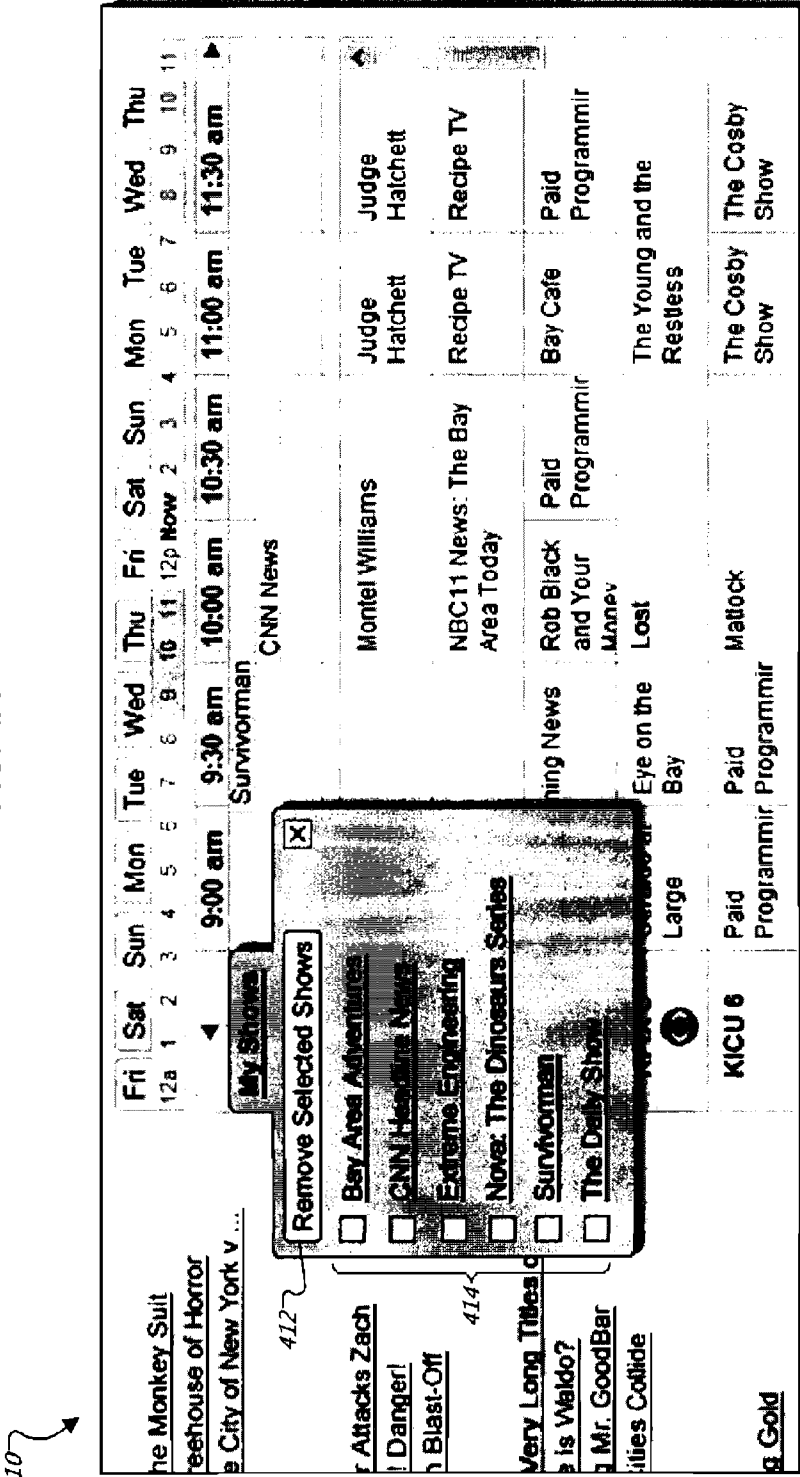 10
Fri Sat Sun Mon Tue Wed Thu Fri Sat Sun Mon Tue Wed Thu
12a 1 2 3 4 5 6 7 8 9 10 11 12p Now 2 3 4 5 6 7 8 9 10 11
9:00 am 9:30 am 10:00 am 10:30 am 11:00 am 11:30 am
My Shows
Survivorman
CNN News
Remove Selected Shows
Bay Area Adventures
CNN Headline News
Extreme Engineering
Nova: The Dinosaurs Series
Survivorman
The Daily Show
412
414
Montel Williams
Judge
Hatchett
Judge
Hatchett
NBC11 News: The Bay
Area Today
Recipe TV
Recipe TV
ning News
Rob Black
and Your
Money
Paid
Programmir
Bay Cafe
Paid
Programmir
Large
Eye on the
Bay
Lost
The Young and the
Restless
KICU 6
Paid
Programmir
Paid
Programmir
Matlock
The Cosby
Show
The Cosby
Show
he Monkey Suit
reehouse of Horror
e City of New York v ...
r Attacks Zach
! Danger!
n Blast-Off
Very Long Titles o
e is Waldo?
g Mr. GoodBar
ities Collide
g Gold